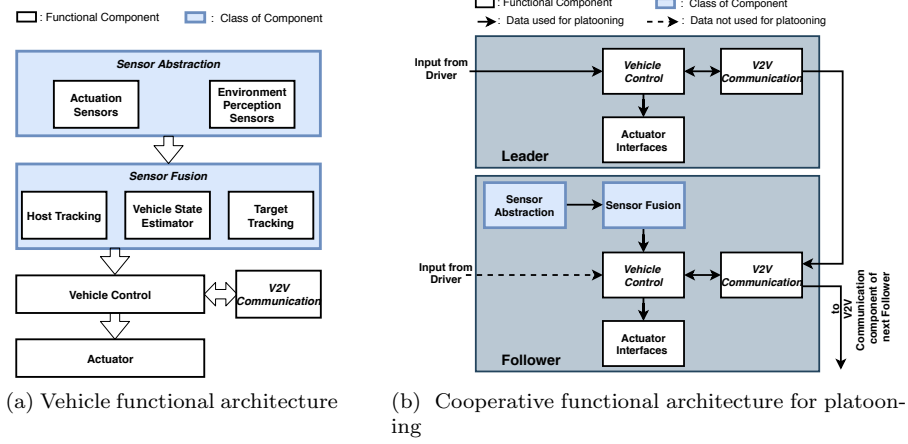 : Functional Component
: Class of Component
Sensor Abstraction
Actuation
Sensors
Environment
Perception
Sensors
Sensor Fusion
Host Tracking
Vehicle State
Estimator
Target
Tracking
Vehicle Control
V2V
Communication
Actuator
(a) Vehicle functional architecture
: Functional Component
: Class of Component
: Data used for platooning
: Data not used for platooning
Input from
Driver
Vehicle
Control
V2V
Communication
Actuator
Interfaces
Leader
Sensor
Abstraction
Sensor Fusion
Input from
Driver
Vehicle
Control
V2V
Communication
Actuator
Interfaces
Follower
to
V2V
Communication
component of
next Follower
(b) Cooperative functional architecture for platoon-
ing